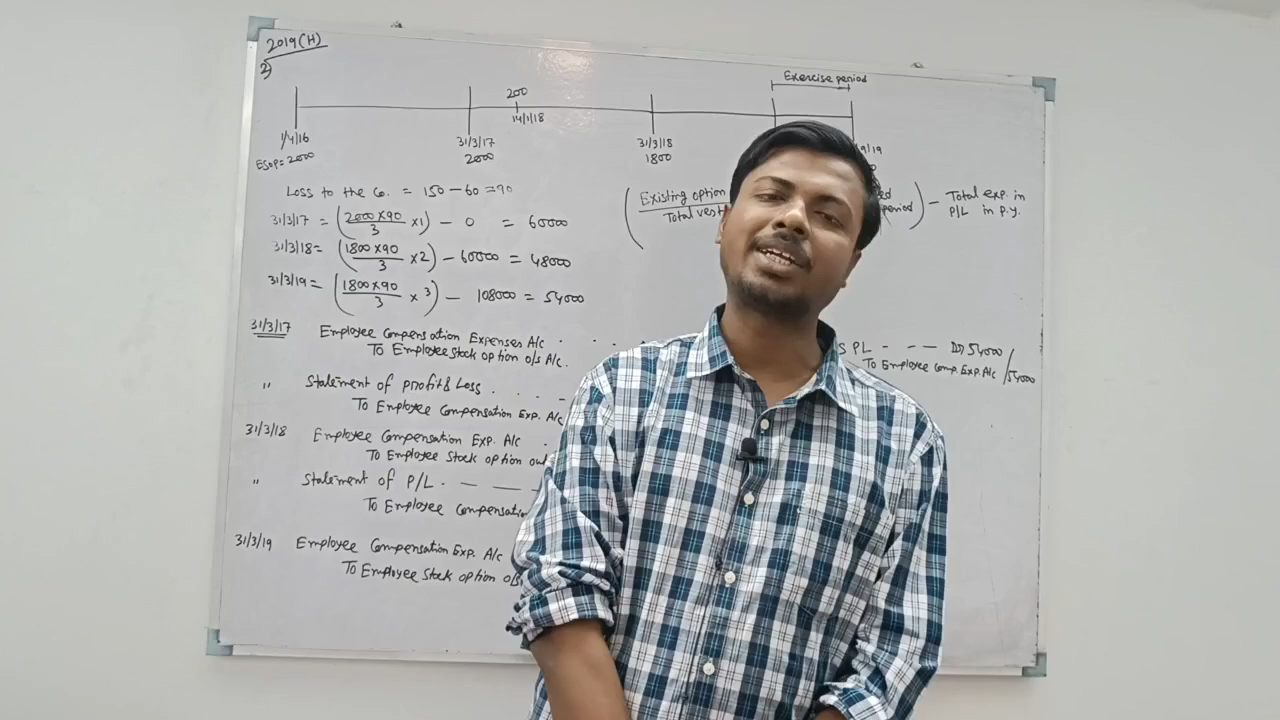 2019(H)
2)
Exercise period
200
14/1/18
1/4/16
31/3/17
31/3/18
9/19
ESOP = 2000
2000
1800
Loss to the Co. = 150 - 60 = 90
31/3/17 = (2000 x 90 / 3 x 1) - 0 = 60000
31/3/18 = (1800 x 90 / 3 x 2) - 60000 = 48000
31/3/19 = (1800 x 90 / 3 x 3) - 108000 = 54000
(Existing option
Total vest
period) - Total exp. in
P/L in p.y.
31/3/17 Employee Compensation Expenses A/c . . . .
To Employee stock option o/s A/c.
" Statement of profit & Loss . . . . -
To Employee Compensation Exp. A/c
31/3/18 Employee Compensation Exp. A/c .
To Employee Stock option out
" Statement of P/L . — — —
To Employee Compensatio
31/3/19 Employee Compensation Exp. A/c
To Employee Stock option o/s
S PL - - — Dr 54000
To Employee Comp. Exp. A/c 54000